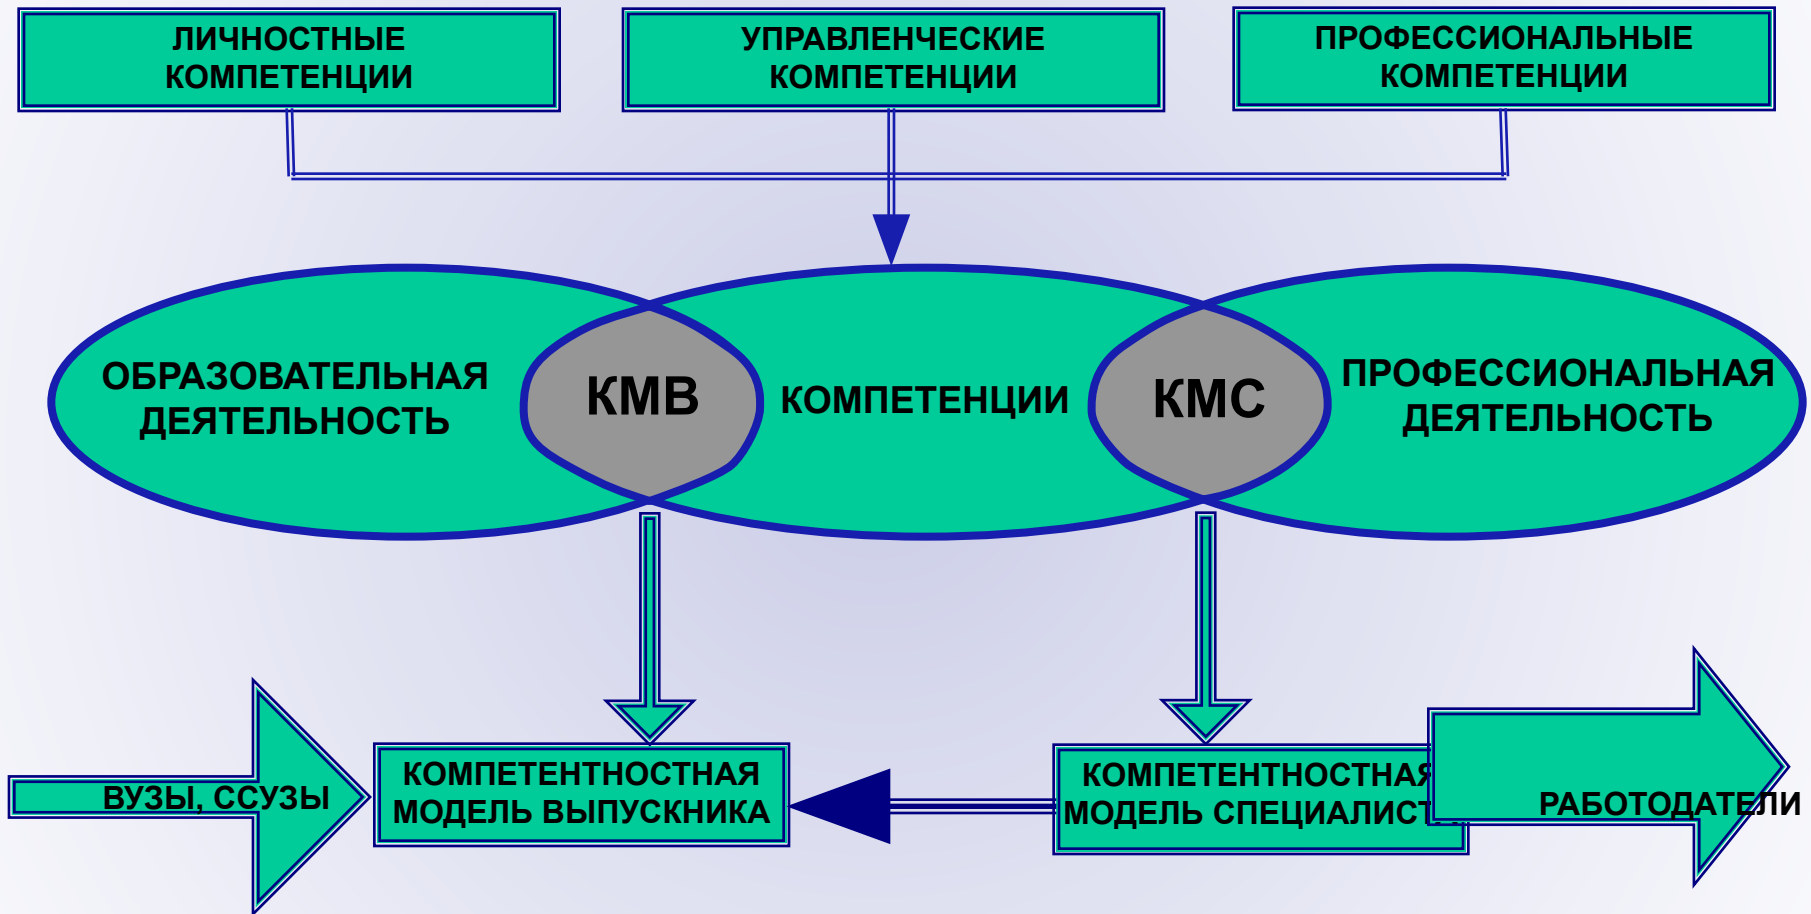 ЛИЧНОСТНЫЕ
КОМПЕТЕНЦИИ
УПРАВЛЕНЧЕСКИЕ
КОМПЕТЕНЦИИ
ПРОФЕССИОНАЛЬНЫЕ
КОМПЕТЕНЦИИ
ОБРАЗОВАТЕЛЬНАЯ
ДЕЯТЕЛЬНОСТЬ
КМВ
КОМПЕТЕНЦИИ
КМС
ПРОФЕССИОНАЛЬНАЯ
ДЕЯТЕЛЬНОСТЬ
ВУЗЫ, ССУЗЫ
КОМПЕТЕНТНОСТНАЯ
МОДЕЛЬ ВЫПУСКНИКА
КОМПЕТЕНТНОСТНАЯ
МОДЕЛЬ СПЕЦИАЛИСТА
РАБОТОДАТЕЛИ